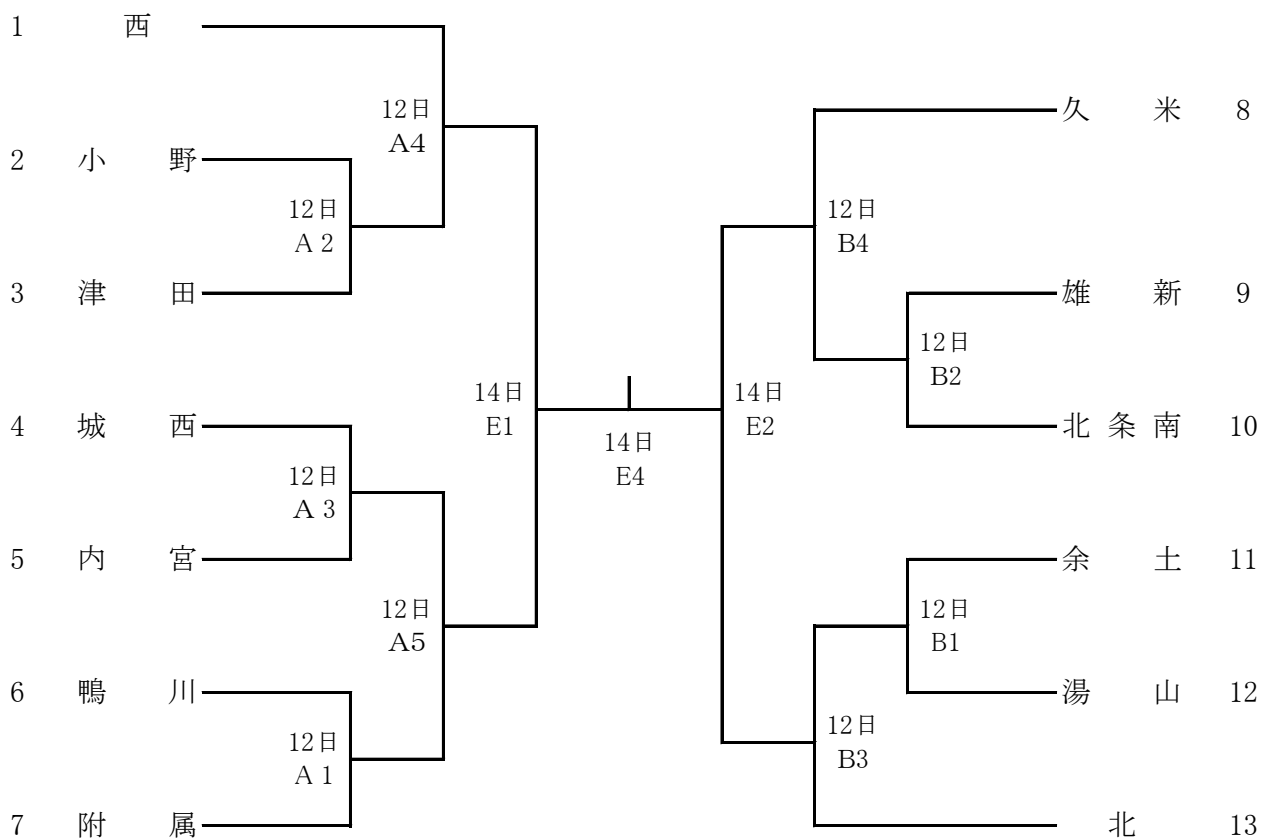 1 西
12日
A4
2 小 野
12日
A 2
3 津 田
4 城 西
12日
A 3
5 内 宮
12日
A5
6 鴨 川
12日
A 1
7 附 属
14日
E1
14日
E4
14日
E2
久 米 8
12日
B4
雄 新 9
12日
B2
北 条 南 10
余 土 11
12日
B1
湯 山 12
12日
B3
北 13